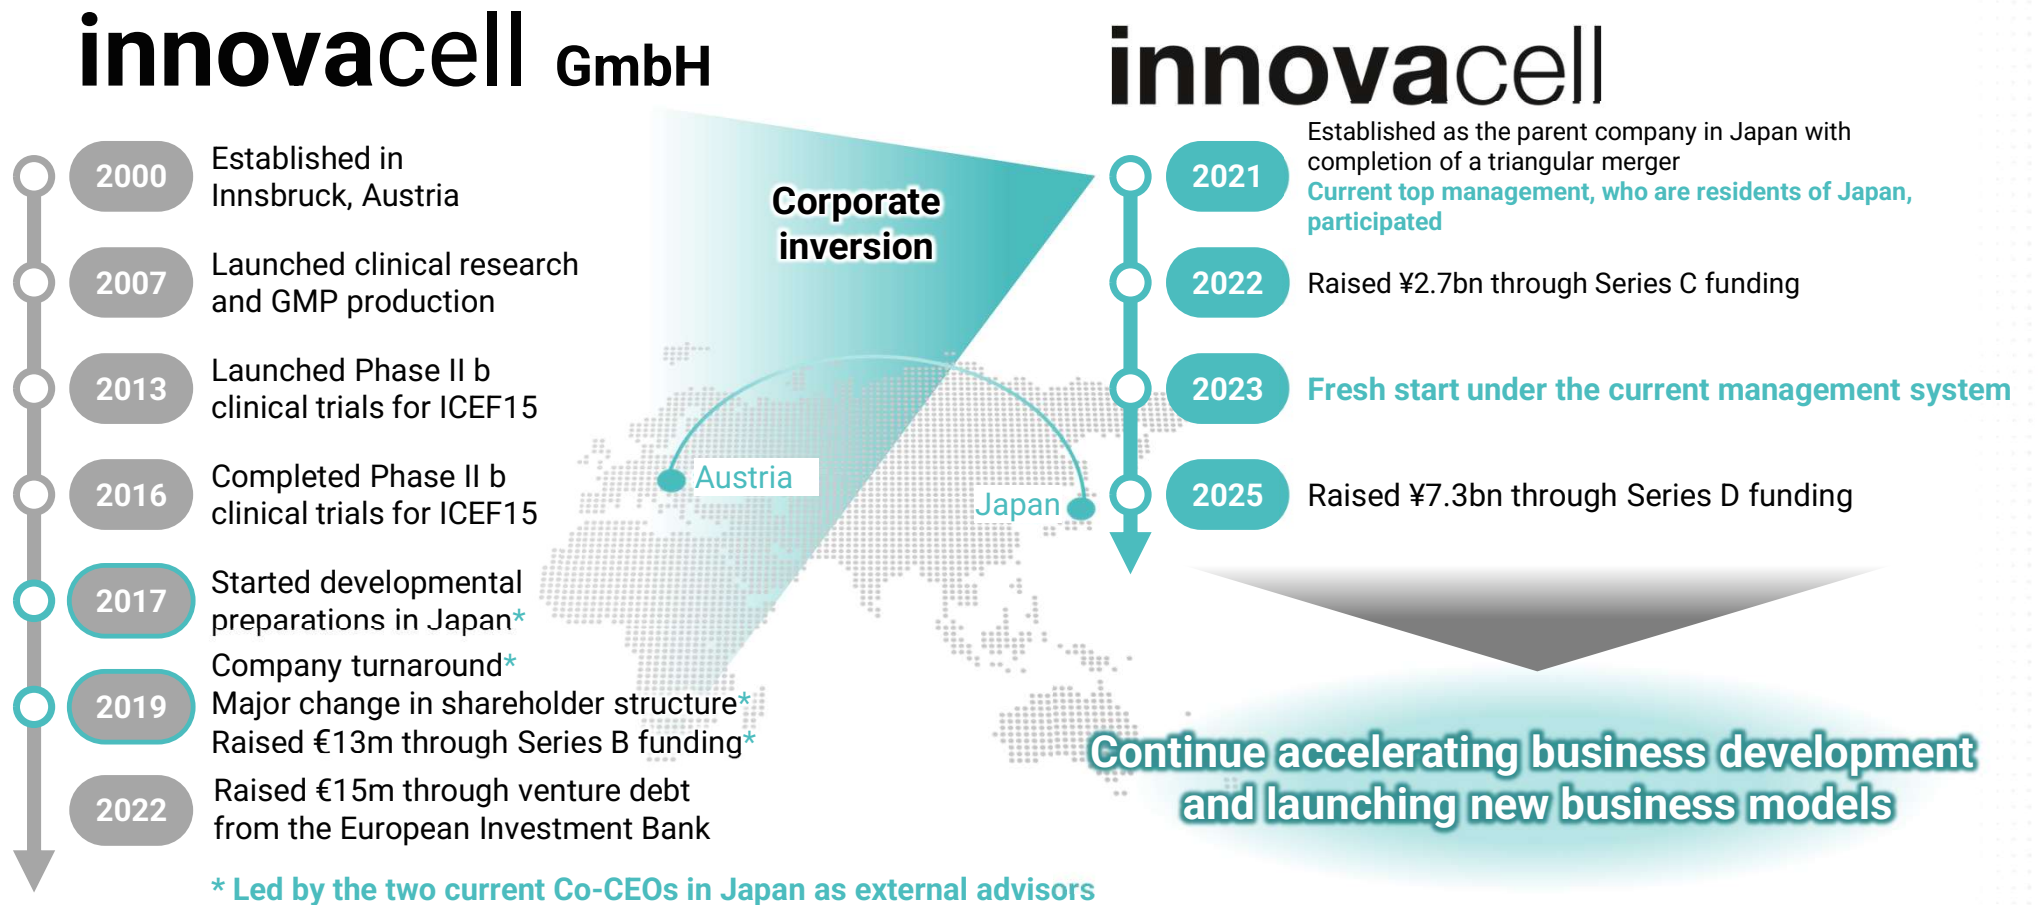 innovacell GmbH
2000
Established in
Innsbruck, Austria
2007
Launched clinical research
and GMP production
2013
Launched Phase II b
clinical trials for ICEF15
2016
Completed Phase II b
clinical trials for ICEF15
2017
Started developmental
preparations in Japan*
2019
Company turnaround*
Major change in shareholder structure*
Raised €13m through Series B funding*
2022
Raised €15m through venture debt
from the European Investment Bank
* Led by the two current Co-CEOs in Japan as external advisors
Corporate
inversion
Austria
Japan
innovacell
2021
Established as the parent company in Japan with
completion of a triangular merger
Current top management, who are residents of Japan,
participated
2022
Raised ¥2.7bn through Series C funding
2023
Fresh start under the current management system
2025
Raised ¥7.3bn through Series D funding
Continue accelerating business development
and launching new business models